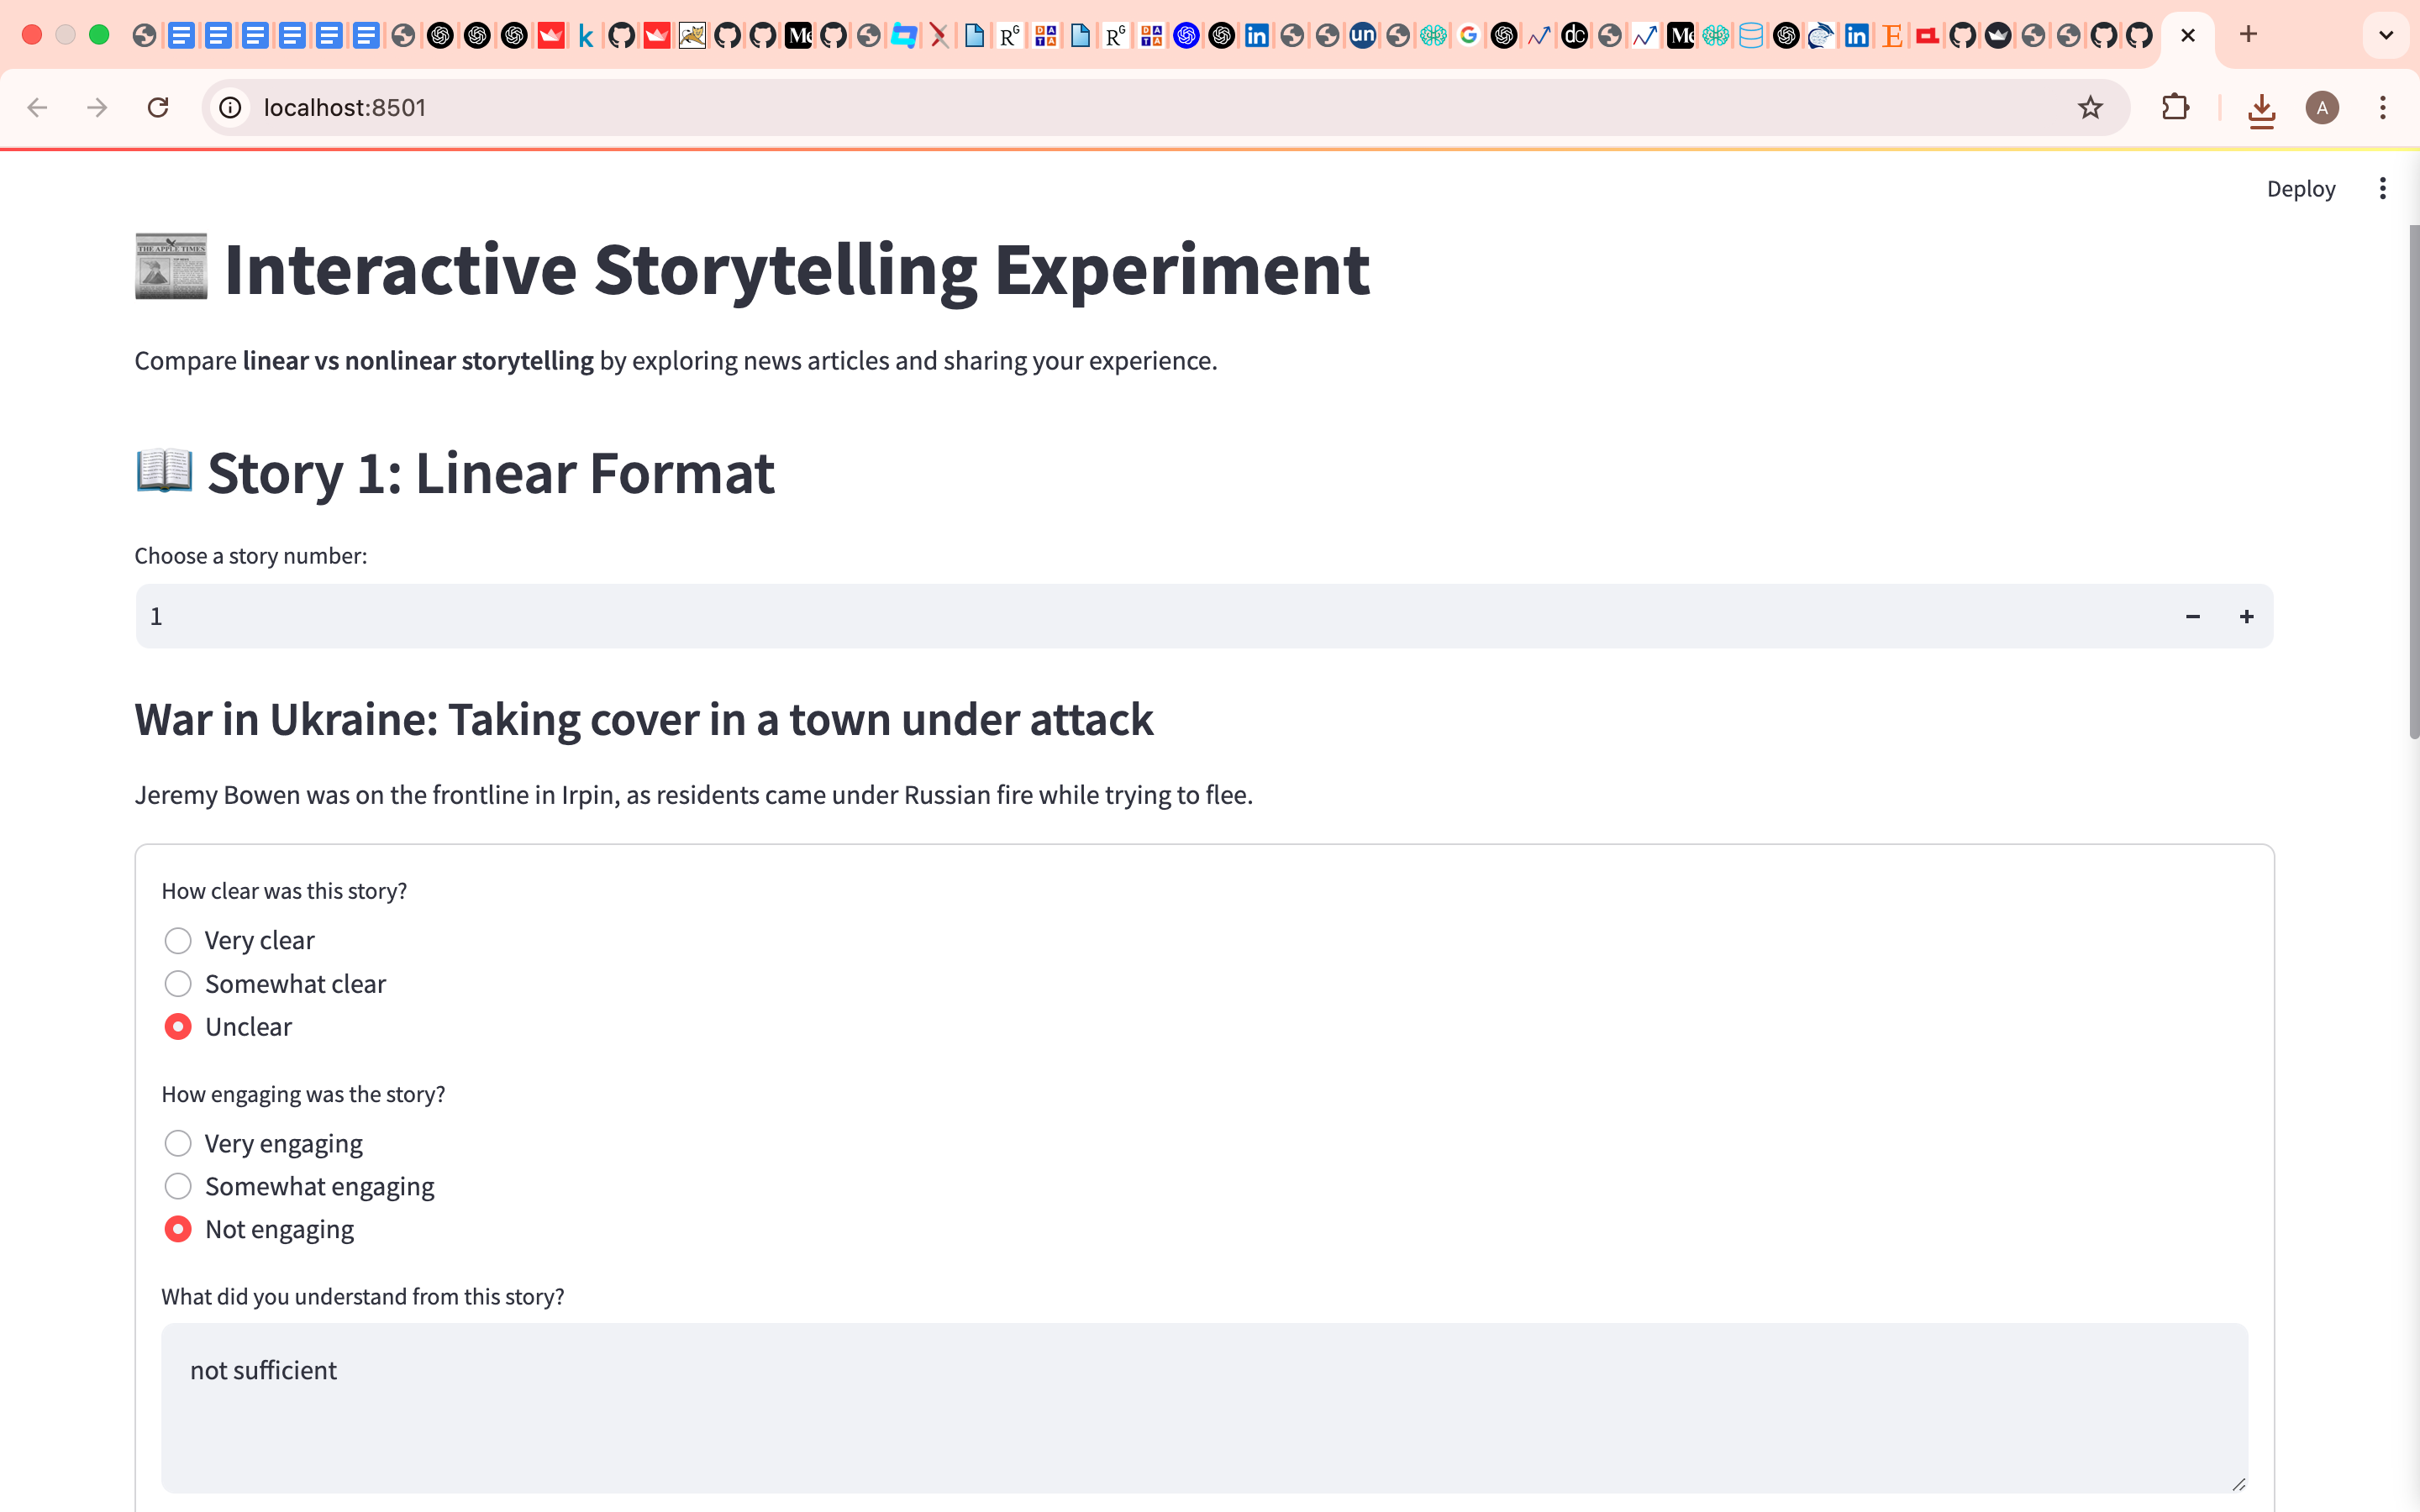 localhost:8501
Deploy
THE APPLE TIMES
Interactive Storytelling Experiment
Compare linear vs nonlinear storytelling by exploring news articles and sharing your experience.
Story 1: Linear Format
Choose a story number:
1
War in Ukraine: Taking cover in a town under attack
Jeremy Bowen was on the frontline in Irpin, as residents came under Russian fire while trying to flee.
How clear was this story?
Very clear
Somewhat clear
Unclear
How engaging was the story?
Very engaging
Somewhat engaging
Not engaging
What did you understand from this story?
not sufficient